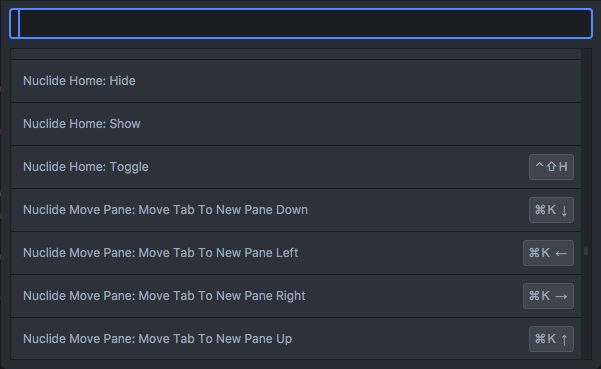 Nuclide Home: Hide
Nuclide Home: Show
Nuclide Home: Toggle ⌃⇧H
Nuclide Move Pane: Move Tab To New Pane Down ⌘K ↓
Nuclide Move Pane: Move Tab To New Pane Left ⌘K ←
Nuclide Move Pane: Move Tab To New Pane Right ⌘K →
Nuclide Move Pane: Move Tab To New Pane Up ⌘K ↑